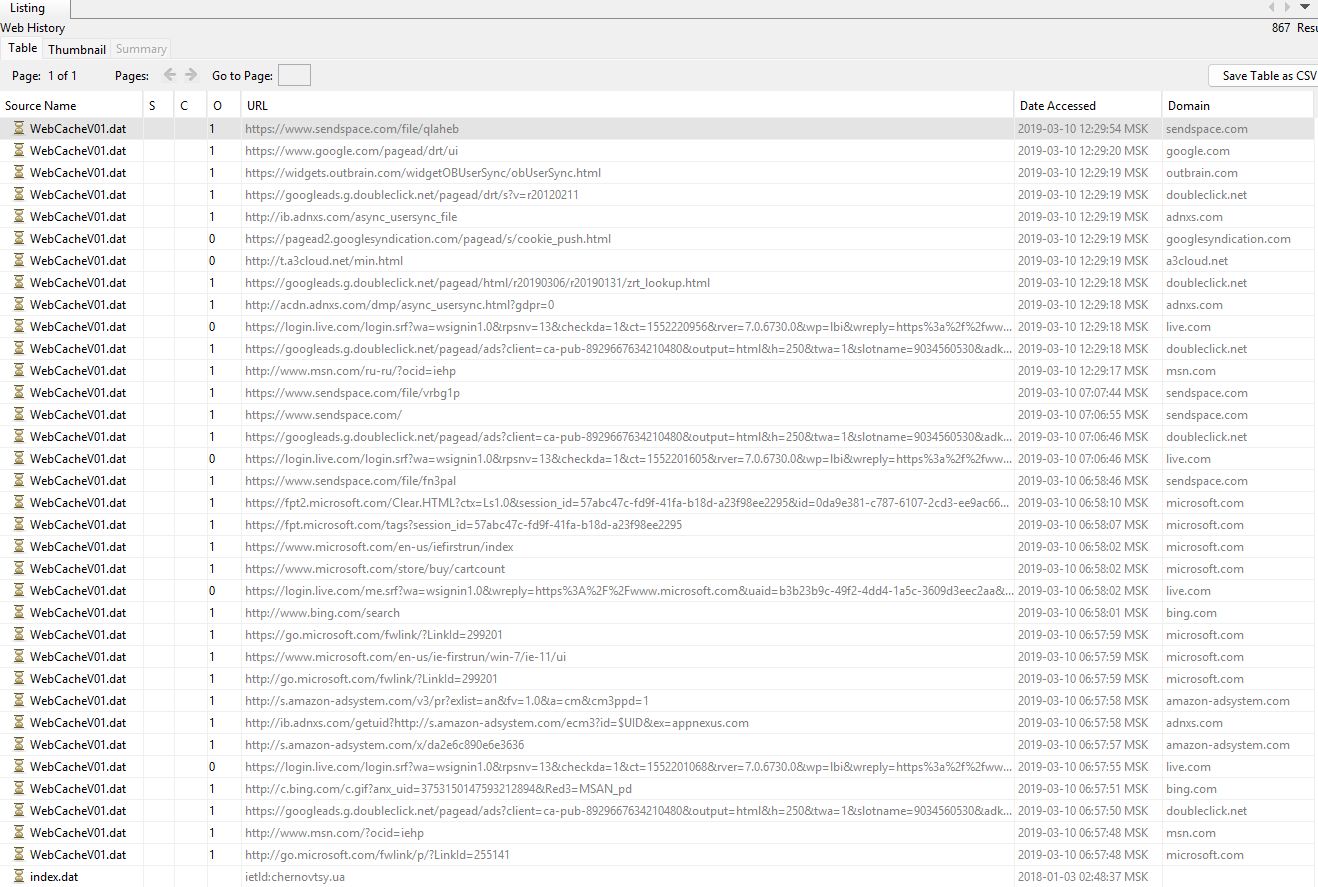 Listing
Web History 867 Resu
Table Thumbnail Summary
Page: 1 of 1 Pages: Go to Page: Save Table as CSV
Source Name S C O URL Date Accessed Domain
WebCacheV01.dat 1 https://www.sendspace.com/file/qlaheb 2019-03-10 12:29:54 MSK sendspace.com
WebCacheV01.dat 1 https://www.google.com/pagead/drt/ui 2019-03-10 12:29:20 MSK google.com
WebCacheV01.dat 1 https://widgets.outbrain.com/widgetOBUserSync/obUserSync.html 2019-03-10 12:29:19 MSK outbrain.com
WebCacheV01.dat 1 https://googleads.g.doubleclick.net/pagead/drt/s?v=r20120211 2019-03-10 12:29:19 MSK doubleclick.net
WebCacheV01.dat 1 http://ib.adnxs.com/async_usersync_file 2019-03-10 12:29:19 MSK adnxs.com
WebCacheV01.dat 0 https://pagead2.googlesyndication.com/pagead/s/cookie_push.html 2019-03-10 12:29:19 MSK googlesyndication.com
WebCacheV01.dat 0 http://t.a3cloud.net/min.html 2019-03-10 12:29:19 MSK a3cloud.net
WebCacheV01.dat 1 https://googleads.g.doubleclick.net/pagead/html/r20190306/r20190131/zrt_lookup.html 2019-03-10 12:29:18 MSK doubleclick.net
WebCacheV01.dat 1 http://acdn.adnxs.com/dmp/async_usersync.html?gdpr=0 2019-03-10 12:29:18 MSK adnxs.com
WebCacheV01.dat 0 https://login.live.com/login.srf?wa=wsignin1.0&rpsnv=13&checkda=1&ct=1552220956&rver=7.0.6730.0&wp=lbi&wreply=https%3a%2f%2fww... 2019-03-10 12:29:18 MSK live.com
WebCacheV01.dat 1 https://googleads.g.doubleclick.net/pagead/ads?client=ca-pub-8929667634210480&output=html&h=250&twa=1&slotname=9034560530&adk... 2019-03-10 12:29:18 MSK doubleclick.net
WebCacheV01.dat 1 http://www.msn.com/ru-ru/?ocid=iehp 2019-03-10 12:29:17 MSK msn.com
WebCacheV01.dat 1 https://www.sendspace.com/file/vrbg1p 2019-03-10 07:07:44 MSK sendspace.com
WebCacheV01.dat 1 https://www.sendspace.com/ 2019-03-10 07:06:55 MSK sendspace.com
WebCacheV01.dat 1 https://googleads.g.doubleclick.net/pagead/ads?client=ca-pub-8929667634210480&output=html&h=250&twa=1&slotname=9034560530&adk... 2019-03-10 07:06:46 MSK doubleclick.net
WebCacheV01.dat 0 https://login.live.com/login.srf?wa=wsignin1.0&rpsnv=13&checkda=1&ct=1552201605&rver=7.0.6730.0&wp=lbi&wreply=https%3a%2f%2fww... 2019-03-10 07:06:46 MSK live.com
WebCacheV01.dat 1 https://www.sendspace.com/file/fn3pal 2019-03-10 06:58:46 MSK sendspace.com
WebCacheV01.dat 1 https://fpt2.microsoft.com/Clear.HTML?ctx=Ls1.0&session_id=57abc47c-fd9f-41fa-b18d-a23f98ee2295&id=0da9e381-c787-6107-2cd3-ee9ac66... 2019-03-10 06:58:10 MSK microsoft.com
WebCacheV01.dat 1 https://fpt.microsoft.com/tags?session_id=57abc47c-fd9f-41fa-b18d-a23f98ee2295 2019-03-10 06:58:07 MSK microsoft.com
WebCacheV01.dat 1 https://www.microsoft.com/en-us/iefirstrun/index 2019-03-10 06:58:02 MSK microsoft.com
WebCacheV01.dat 1 https://www.microsoft.com/store/buy/cartcount 2019-03-10 06:58:02 MSK microsoft.com
WebCacheV01.dat 0 https://login.live.com/me.srf?wa=wsignin1.0&wreply=https%3A%2F%2Fwww.microsoft.com&uaid=b3b23b9c-49f2-4dd4-1a5c-3609d3eec2aa&... 2019-03-10 06:58:02 MSK live.com
WebCacheV01.dat 1 http://www.bing.com/search 2019-03-10 06:58:01 MSK bing.com
WebCacheV01.dat 1 https://go.microsoft.com/fwlink/?LinkId=299201 2019-03-10 06:57:59 MSK microsoft.com
WebCacheV01.dat 1 https://www.microsoft.com/en-us/ie-firstrun/win-7/ie-11/ui 2019-03-10 06:57:59 MSK microsoft.com
WebCacheV01.dat 1 http://go.microsoft.com/fwlink/?LinkId=299201 2019-03-10 06:57:59 MSK microsoft.com
WebCacheV01.dat 1 http://s.amazon-adsystem.com/v3/pr?exlist=an&fv=1.0&a=cm&cm3ppd=1 2019-03-10 06:57:58 MSK amazon-adsystem.com
WebCacheV01.dat 1 http://ib.adnxs.com/getuid?http://s.amazon-adsystem.com/ecm3?id=$UID&ex=appnexus.com 2019-03-10 06:57:58 MSK adnxs.com
WebCacheV01.dat 1 http://s.amazon-adsystem.com/x/da2e6c890e6e3636 2019-03-10 06:57:57 MSK amazon-adsystem.com
WebCacheV01.dat 0 https://login.live.com/login.srf?wa=wsignin1.0&rpsnv=13&checkda=1&ct=1552201068&rver=7.0.6730.0&wp=lbi&wreply=https%3a%2f%2fww... 2019-03-10 06:57:55 MSK live.com
WebCacheV01.dat 1 http://c.bing.com/c.gif?anx_uid=3753150147593212894&Red3=MSAN_pd 2019-03-10 06:57:51 MSK bing.com
WebCacheV01.dat 1 https://googleads.g.doubleclick.net/pagead/ads?client=ca-pub-8929667634210480&output=html&h=250&twa=1&slotname=9034560530&adk... 2019-03-10 06:57:50 MSK doubleclick.net
WebCacheV01.dat 1 http://www.msn.com/?ocid=iehp 2019-03-10 06:57:48 MSK msn.com
WebCacheV01.dat 1 http://go.microsoft.com/fwlink/p/?LinkId=255141 2019-03-10 06:57:48 MSK microsoft.com
index.dat ietld:chernovtsy.ua 2018-01-03 02:48:37 MSK